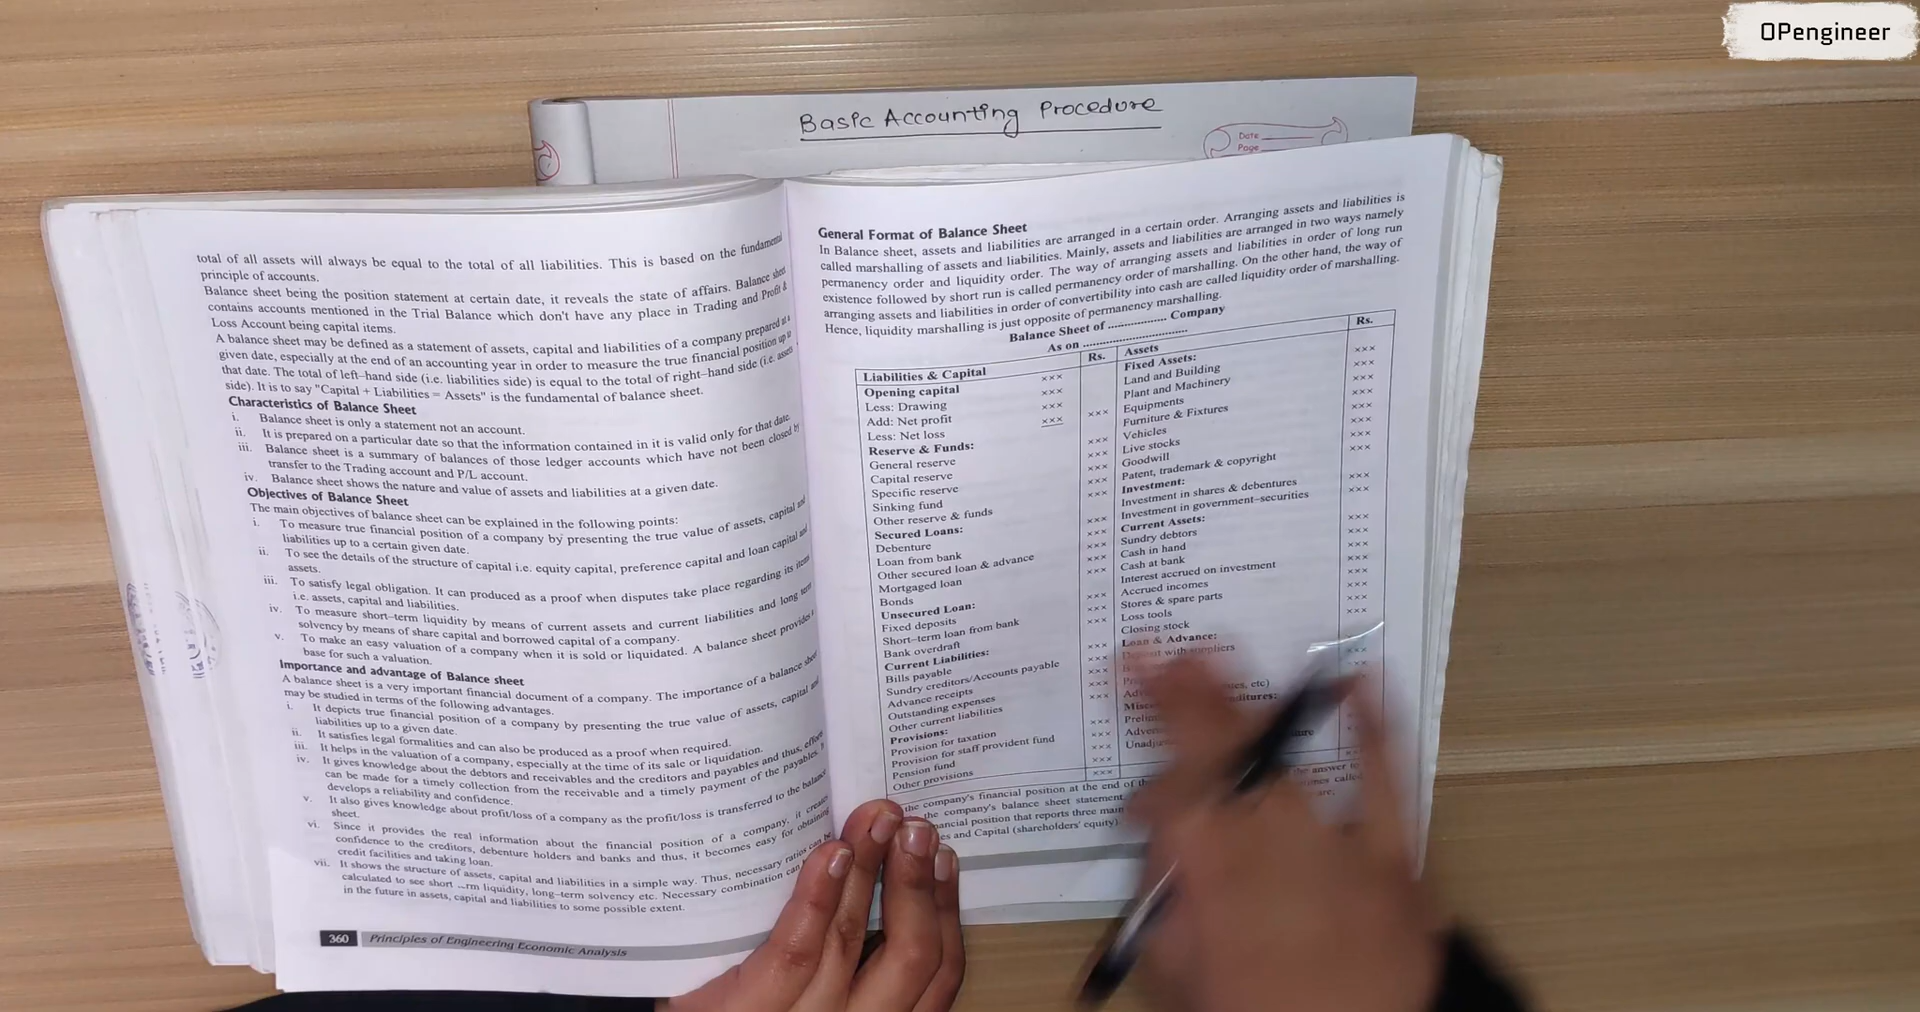 OPengineer
Basic Accounting Procedure
Date
Page
total of all assets will always be equal to the total of all liabilities. This is based on the fundamental
principle of accounts.
Balance sheet being the position statement at certain date, it reveals the state of affairs. Balance sheet
contains accounts mentioned in the Trial Balance which don't have any place in Trading and Profit &
Loss Account being capital items.
A balance sheet may be defined as a statement of assets, capital and liabilities of a company prepared at a
given date, especially at the end of an accounting year in order to measure the true financial position up to
that date. The total of left-hand side (i.e. liabilities side) is equal to the total of right-hand side (i.e. assets
side). It is to say "Capital + Liabilities = Assets" is the fundamental of balance sheet.
Characteristics of Balance Sheet
i. Balance sheet is only a statement not an account.
ii. It is prepared on a particular date so that the information contained in it is valid only for that date.
iii. Balance sheet is a summary of balances of those ledger accounts which have not been closed by
transfer to the Trading account and P/L account.
iv. Balance sheet shows the nature and value of assets and liabilities at a given date.
Objectives of Balance Sheet
The main objectives of balance sheet can be explained in the following points:
i. To measure true financial position of a company by presenting the true value of assets, capital and
liabilities up to a certain given date.
ii. To see the details of the structure of capital i.e. equity capital, preference capital and loan capital and
assets.
iii. To satisfy legal obligation. It can produced as a proof when disputes take place regarding its items
i.e. assets, capital and liabilities.
iv. To measure short-term liquidity by means of current assets and current liabilities and long term
solvency by means of share capital and borrowed capital of a company.
v. To make an easy valuation of a company when it is sold or liquidated. A balance sheet provides
base for such a valuation.
Importance and advantage of Balance sheet
A balance sheet is a very important financial document of a company. The importance of a balance sheet
may be studied in terms of the following advantages.
i. It depicts true financial position of a company by presenting the true value of assets, capital and
liabilities up to a given date.
ii. It satisfies legal formalities and can also be produced as a proof when required.
iii. It helps in the valuation of a company, especially at the time of its sale or liquidation.
iv. It gives knowledge about the debtors and receivables and the creditors and payables and thus, effort
can be made for a timely collection from the receivable and a timely payment of the payables. It
develops a reliability and confidence.
v. It also gives knowledge about profit/loss of a company as the profit/loss is transferred to the balance
sheet.
vi. Since it provides the real information about the financial position of a company, it creates
confidence to the creditors, debenture holders and banks and thus, it becomes easy for obtaining
credit facilities and taking loan.
vii. It shows the structure of assets, capital and liabilities in a simple way. Thus, necessary ratios can be
calculated to see short liquidity, long-term solvency etc. Necessary combination can
in the future in assets, capital and liabilities to some possible extent.
360 Principles of Engineering Economic Analysis
General Format of Balance Sheet
In Balance sheet, assets and liabilities are arranged in a certain order. Arranging assets and liabilities is
called marshalling of assets and liabilities. Mainly, assets and liabilities are arranged in two ways namely
permanency order and liquidity order. The way of arranging assets and liabilities in order of long run
existence followed by short run is called permanency order of marshalling. On the other hand, the way of
arranging assets and liabilities in order of convertibility into cash are called liquidity order of marshalling.
Hence, liquidity marshalling is just opposite of permanency marshalling.
Balance Sheet of .................. Company
As on ..............................
Liabilities & Capital Rs.
Opening capital ×××
Less: Drawing ×××
Add: Net profit ×××
Less: Net loss ××× ×××
Reserve & Funds:
General reserve ×××
Capital reserve ×××
Specific reserve ×××
Sinking fund ×××
Other reserve & funds ×××
Secured Loans:
Debenture ×××
Loan from bank ×××
Other secured loan & advance ×××
Mortgaged loan ×××
Bonds ×××
Unsecured Loan:
Fixed deposits ×××
Short-term loan from bank ×××
Bank overdraft ×××
Current Liabilities:
Bills payable ×××
Sundry creditors/Accounts payable ×××
Advance receipts ×××
Outstanding expenses ×××
Other current liabilities ×××
Provisions:
Provision for taxation ×××
Provision for staff provident fund ×××
Pension fund ×××
Other provisions ×××
×××
Assets Rs.
Fixed Assets:
Land and Building ×××
Plant and Machinery ×××
Equipments ×××
Furniture & Fixtures ×××
Vehicles ×××
Live stocks ×××
Goodwill ×××
Patent, trademark & copyright ×××
Investment:
Investment in shares & debentures ×××
Investment in government-securities ×××
Current Assets:
Sundry debtors ×××
Cash in hand ×××
Cash at bank ×××
Interest accrued on investment ×××
Accrued incomes ×××
Stores & spare parts ×××
Loss tools ×××
Closing stock ×××
Loan & Advance:
Deposit with suppliers ×××
etc)
the company's financial position at the end of the answer to
the company's balance sheet statement.
financial position that reports three main are;
and Capital (shareholders' equity).